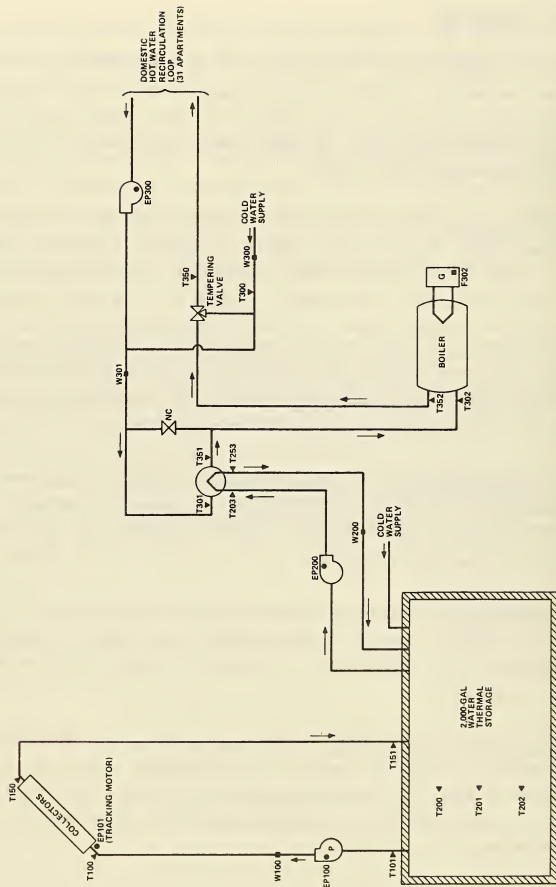 DOMESTIC
HOT WATER
RECIRCULATION
LOOP
(31 APARTMENTS)
EP300
T350
TEMPERING
VALVE
COLD
WATER
SUPPLY
W300
T300
W301
NC
G
F302
BOILER
T352
T302
T351
T253
T301
T203
EP200
W200
COLD
WATER
SUPPLY
T150
COLLECTORS
EP101
(TRACKING MOTOR)
T100
W100
P
EP100
T101
T151
2,000-GAL
WATER
THERMAL
STORAGE
T200
T201
T202